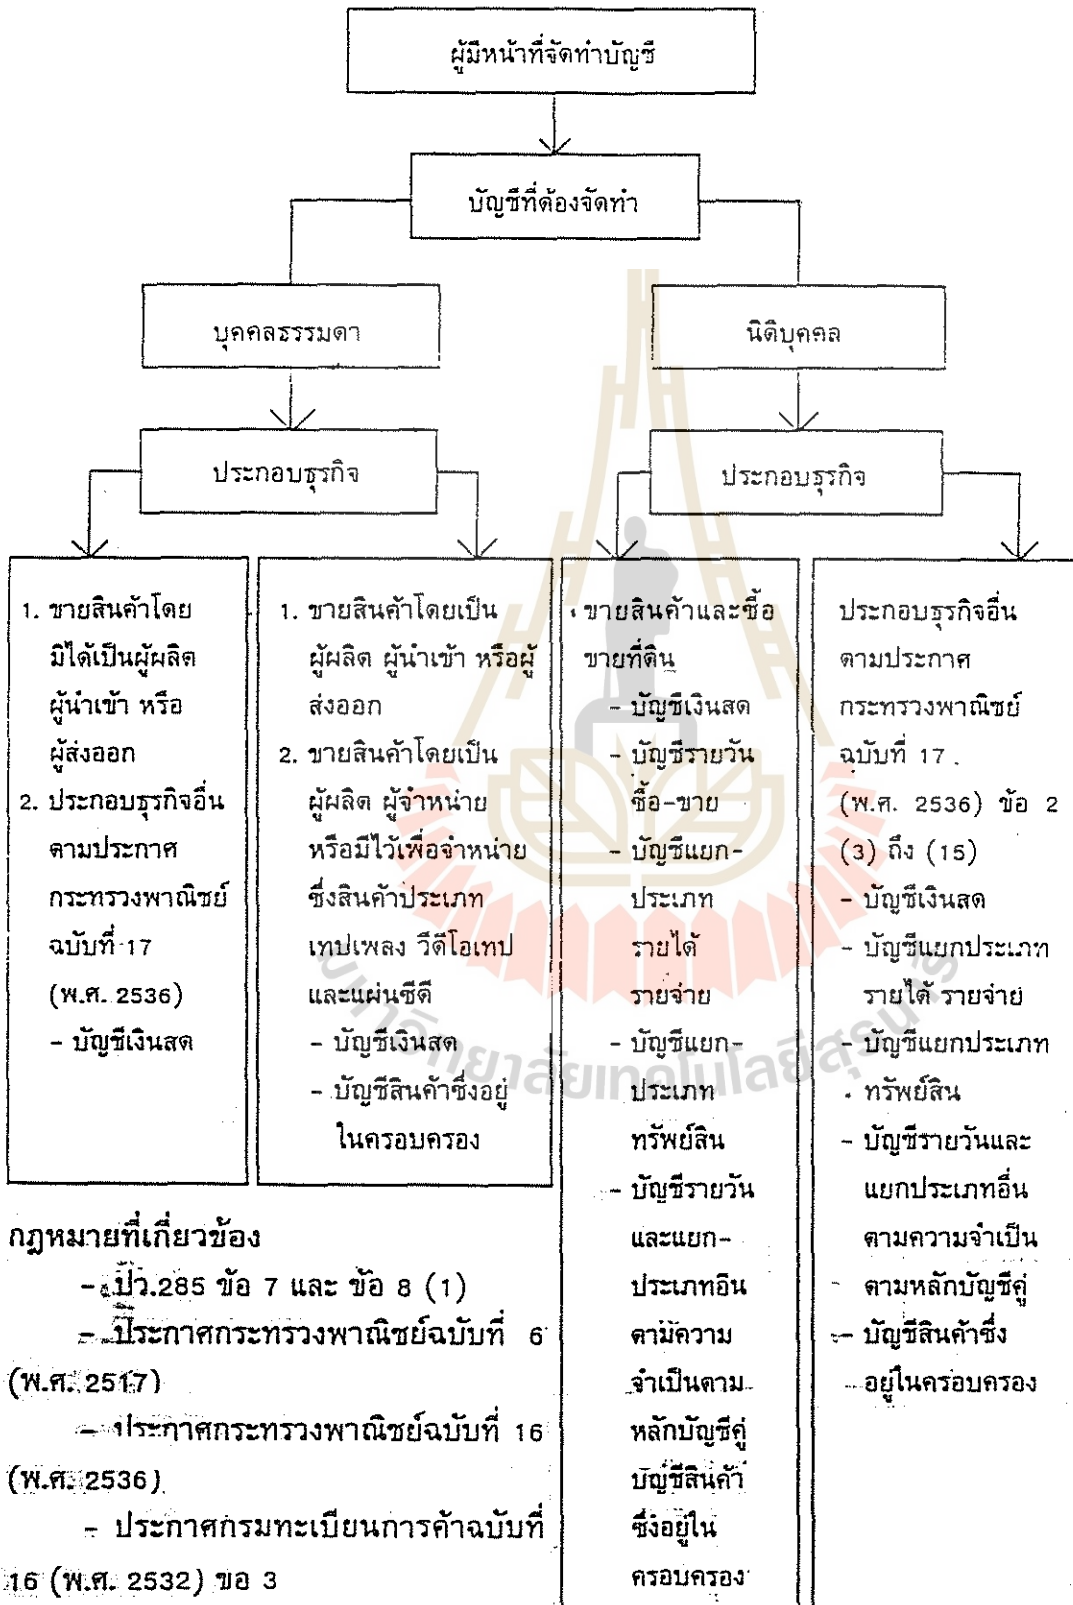 ผู้มีหน้าที่จัดทำบัญชี
บัญชีที่ต้องจัดทำ
บุคคลธรรมดา
นิติบุคคล
ประกอบธุรกิจ
ประกอบธุรกิจ
1. ขายสินค้าโดย
มิได้เป็นผู้ผลิต
ผู้นำเข้า หรือ
ผู้ส่งออก
2. ประกอบธุรกิจอื่น
ตามประกาศ
กระทรวงพาณิชย์
ฉบับที่ 17
(พ.ศ. 2536)
- บัญชีเงินสด
1. ขายสินค้าโดยเป็น
ผู้ผลิต ผู้นำเข้า หรือผู้
ส่งออก
2. ขายสินค้าโดยเป็น
ผู้ผลิต ผู้จำหน่าย
หรือมีไว้เพื่อจำหน่าย
ซึ่งสินค้าประเภท
เทปเพลง วีดีโอเทป
และแผ่นซีดี
- บัญชีเงินสด
- บัญชีสินค้าซึ่งอยู่
ในครอบครอง
ขายสินค้าและซื้อ
ขายที่ดิน
- บัญชีเงินสด
- บัญชีรายวัน
ซื้อ-ขาย
- บัญชีแยก-
ประเภท
รายได้
รายจ่าย
- บัญชีแยก-
ประเภท
ทรัพย์สิน
- บัญชีรายวัน
และแยก-
ประเภทอื่น
ตามความ
จำเป็นตาม
หลักบัญชีคู่
บัญชีสินค้า
ซึ่งอยู่ใน
ครอบครอง
ประกอบธุรกิจอื่น
ตามประกาศ
กระทรวงพาณิชย์
ฉบับที่ 17
(พ.ศ. 2536) ข้อ 2
(3) ถึง (15)
- บัญชีเงินสด
- บัญชีแยกประเภท
รายได้ รายจ่าย
- บัญชีแยกประเภท
ทรัพย์สิน
- บัญชีรายวันและ
แยกประเภทอื่น
ตามความจำเป็น
ตามหลักบัญชีคู่
- บัญชีสินค้าซึ่ง
อยู่ในครอบครอง
กฎหมายที่เกี่ยวข้อง
- ปว.285 ข้อ 7 และ ข้อ 8 (1)
- ประกาศกระทรวงพาณิชย์ฉบับที่ 6
(พ.ศ. 2517)
- ประกาศกระทรวงพาณิชย์ฉบับที่ 16
(พ.ศ. 2536)
- ประกาศกรมทะเบียนการค้าฉบับที่
16 (พ.ศ. 2532) ขอ 3
มหาวิทยาลัยเทคโนโลยีสุรนารี